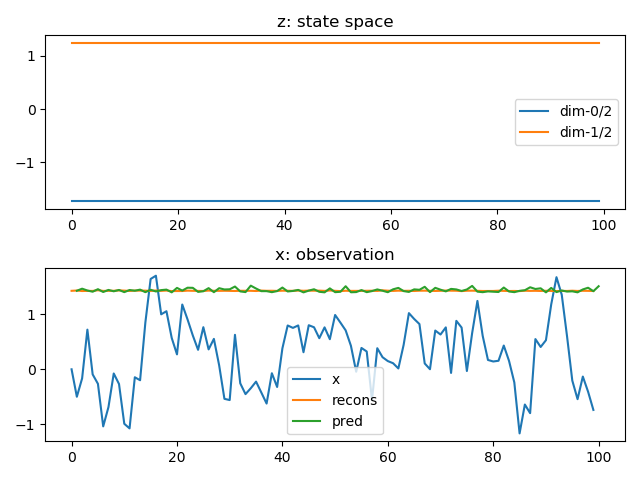 z: state space
1
0
−1
dim-0/2
dim-1/2
0
20
40
60
80
100
x: observation
1
0
−1
x
recons
pred
0
20
40
60
80
100